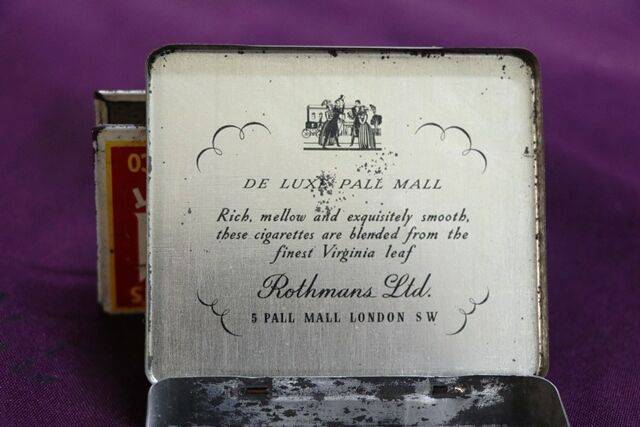 DE LUXE PALL MALL
Rich, mellow and exquisitely smooth,
these cigarettes are blended from the
finest Virginia leaf
Rothmans Ltd.
5 PALL MALL LONDON SW